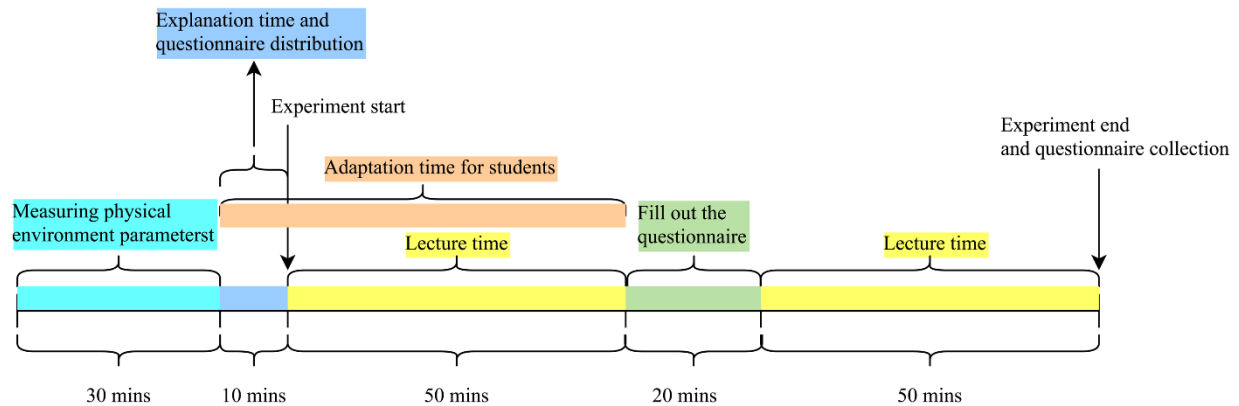 Explanation time and
questionnaire distribution
Experiment start
Experiment end
and questionnaire collection
Adaptation time for students
Measuring physical
environment parameterst
Fill out the
questionnaire
Lecture time
Lecture time
30 mins
10 mins
50 mins
20 mins
50 mins